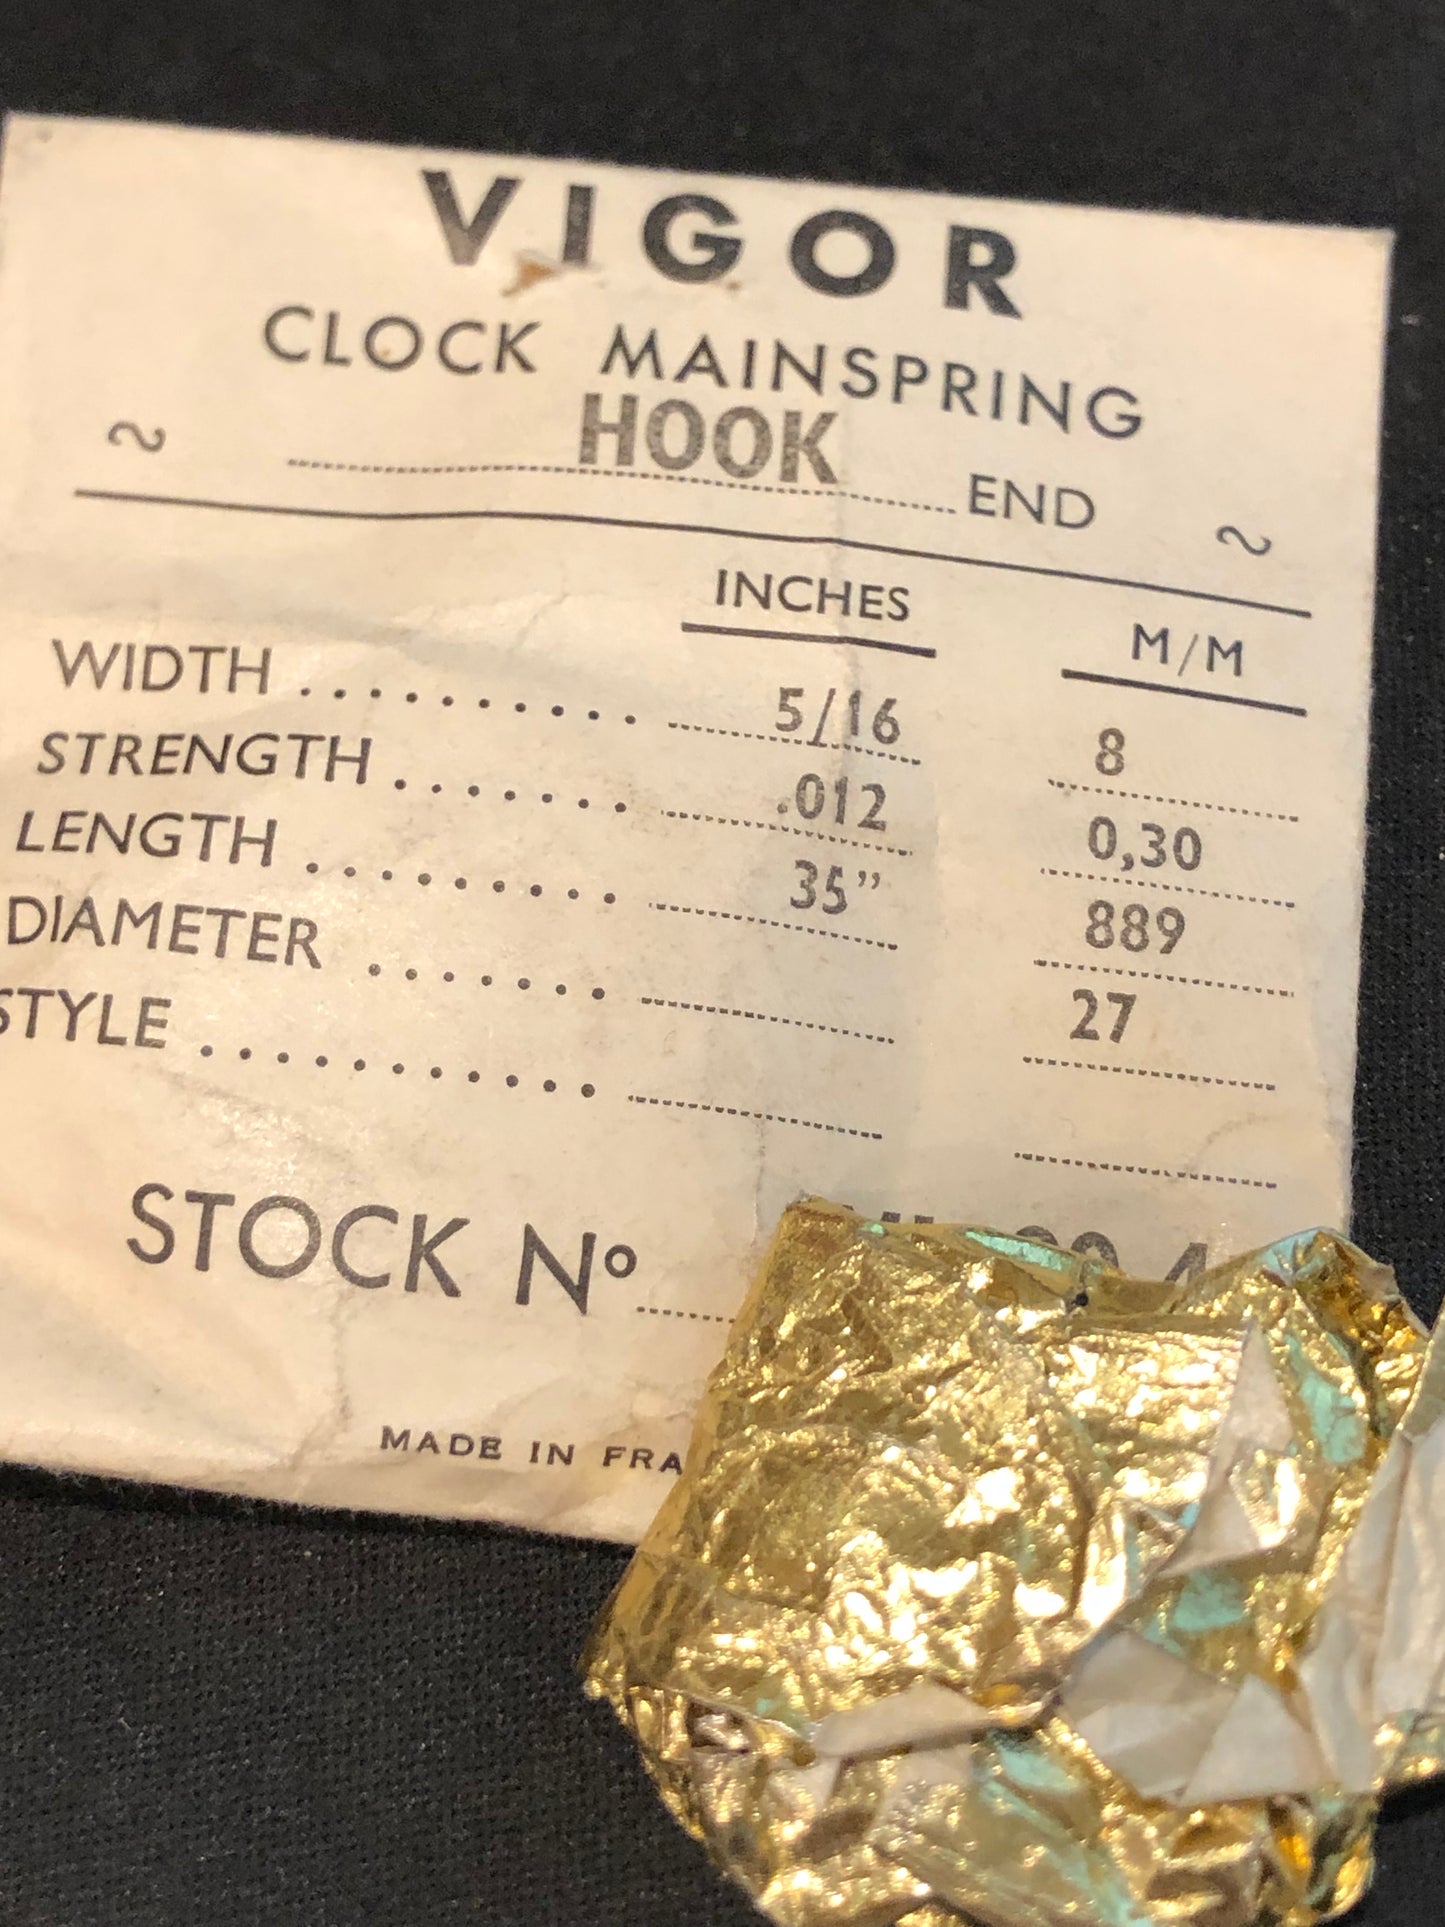 VIGOR
CLOCK MAINSPRING
~ HOOK END ~
INCHES M/M
WIDTH .......... 5/16 8
STRENGTH ....... .012 0,30
LENGTH ......... 35” 889
DIAMETER ....... 27
STYLE ...........
STOCK Nº
MADE IN FRA